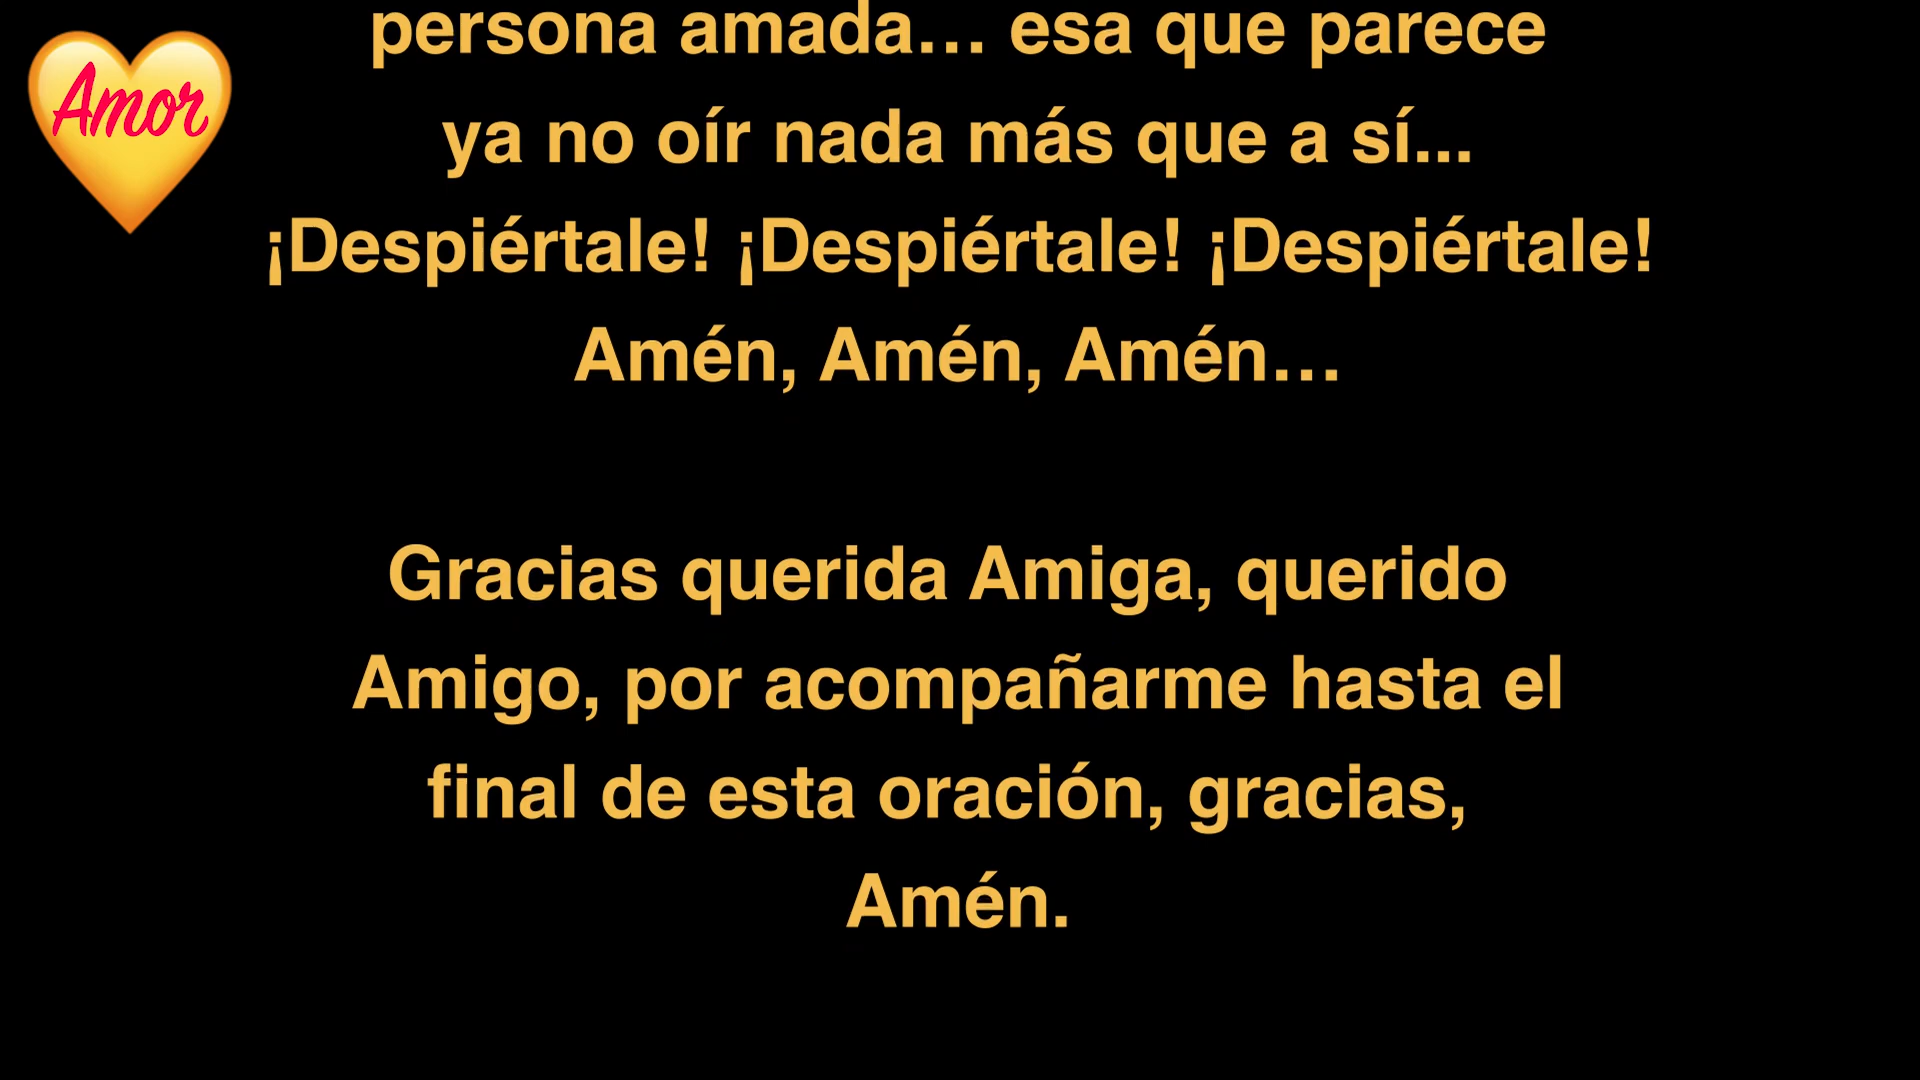 Amor
persona amada… esa que parece
ya no oír nada más que a sí...
¡Despiértale! ¡Despiértale! ¡Despiértale!
Amén, Amén, Amén…
Gracias querida Amiga, querido
Amigo, por acompañarme hasta el
final de esta oración, gracias,
Amén.